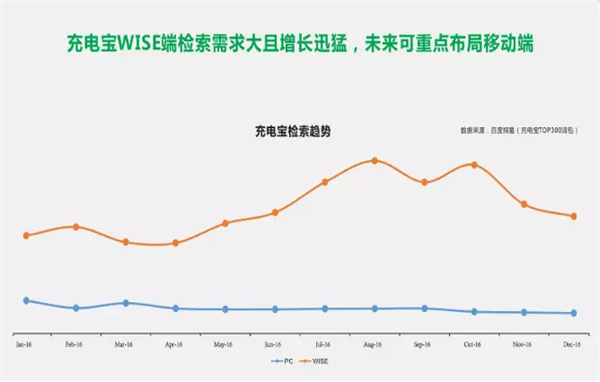 充电宝WISE端检索需求大且增长迅猛，未来可重点布局移动端
充电宝检索趋势
数据来源：百度探星（充电宝TOP300词包）
Jan-16 Feb-16 Mar-16 Apr-16 May-16 Jun-16 Jul-16 Aug-16 Sep-16 Oct-16 Nov-16 Dec-16
PC WISE